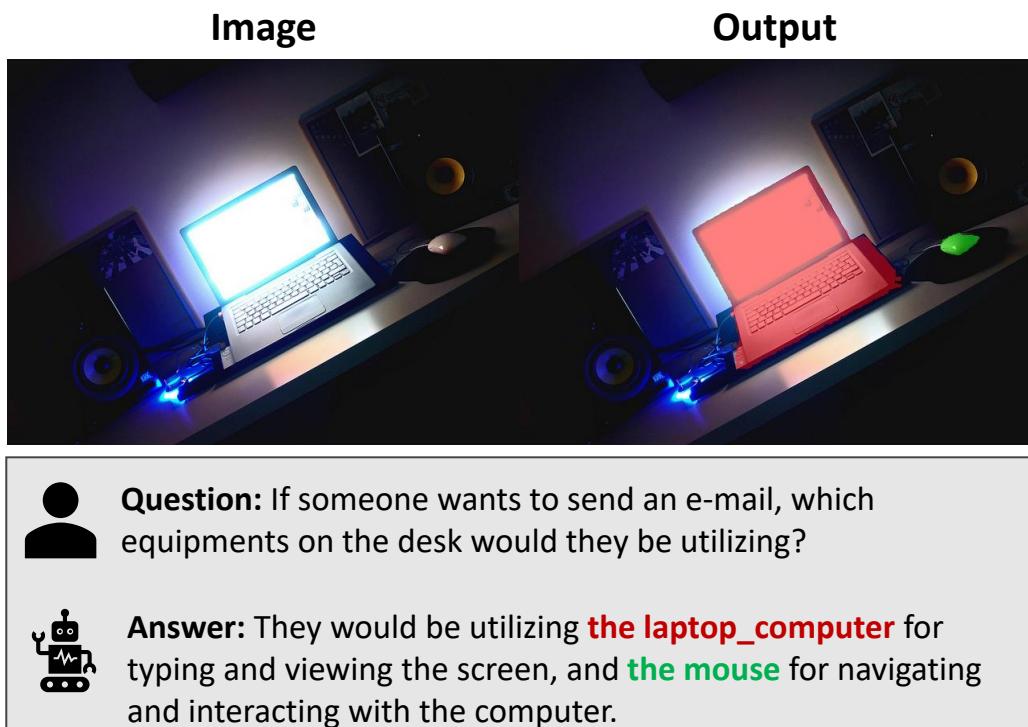 Image
Output
Question: If someone wants to send an e-mail, which
equipments on the desk would they be utilizing?
Answer: They would be utilizing the laptop_computer for
typing and viewing the screen, and the mouse for navigating
and interacting with the computer.